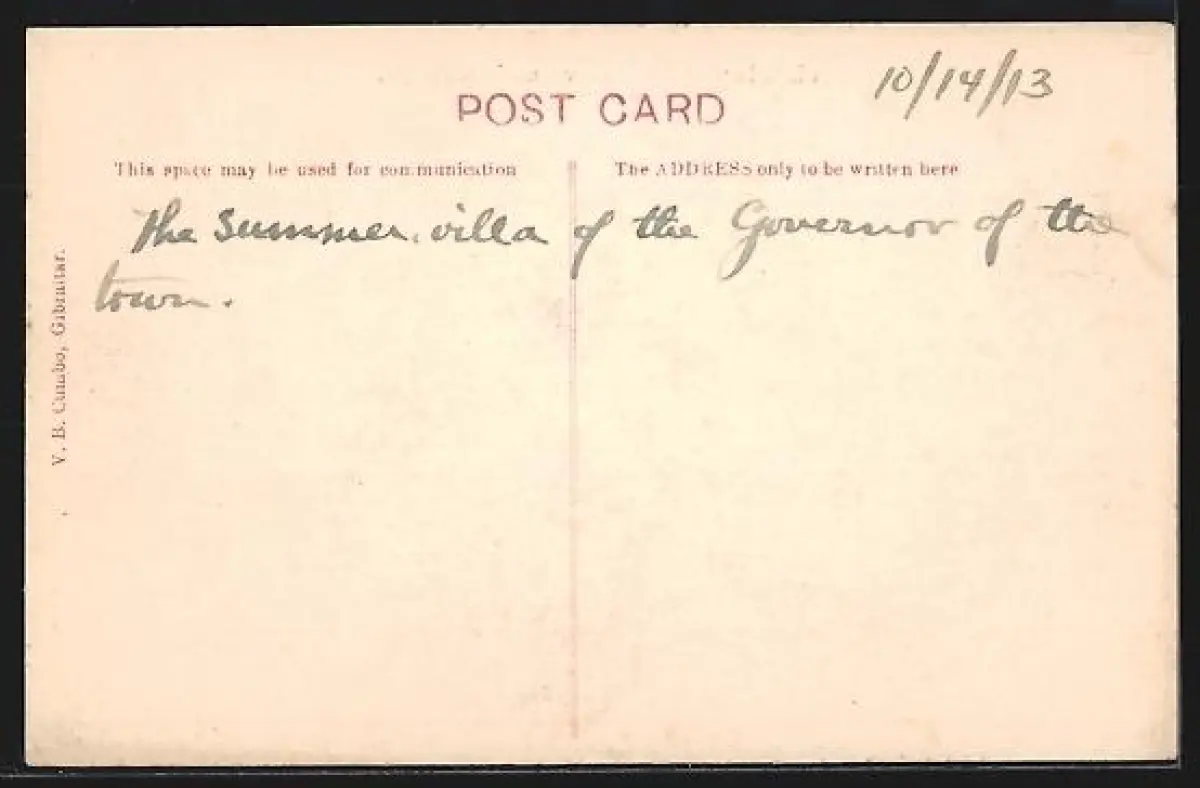 10/14/13
POST CARD
This space may be used for communication
The ADDRESS only to be written here
The Summer villa of the Governor of the
town.
V. B. Cumbo, Gibraltar.